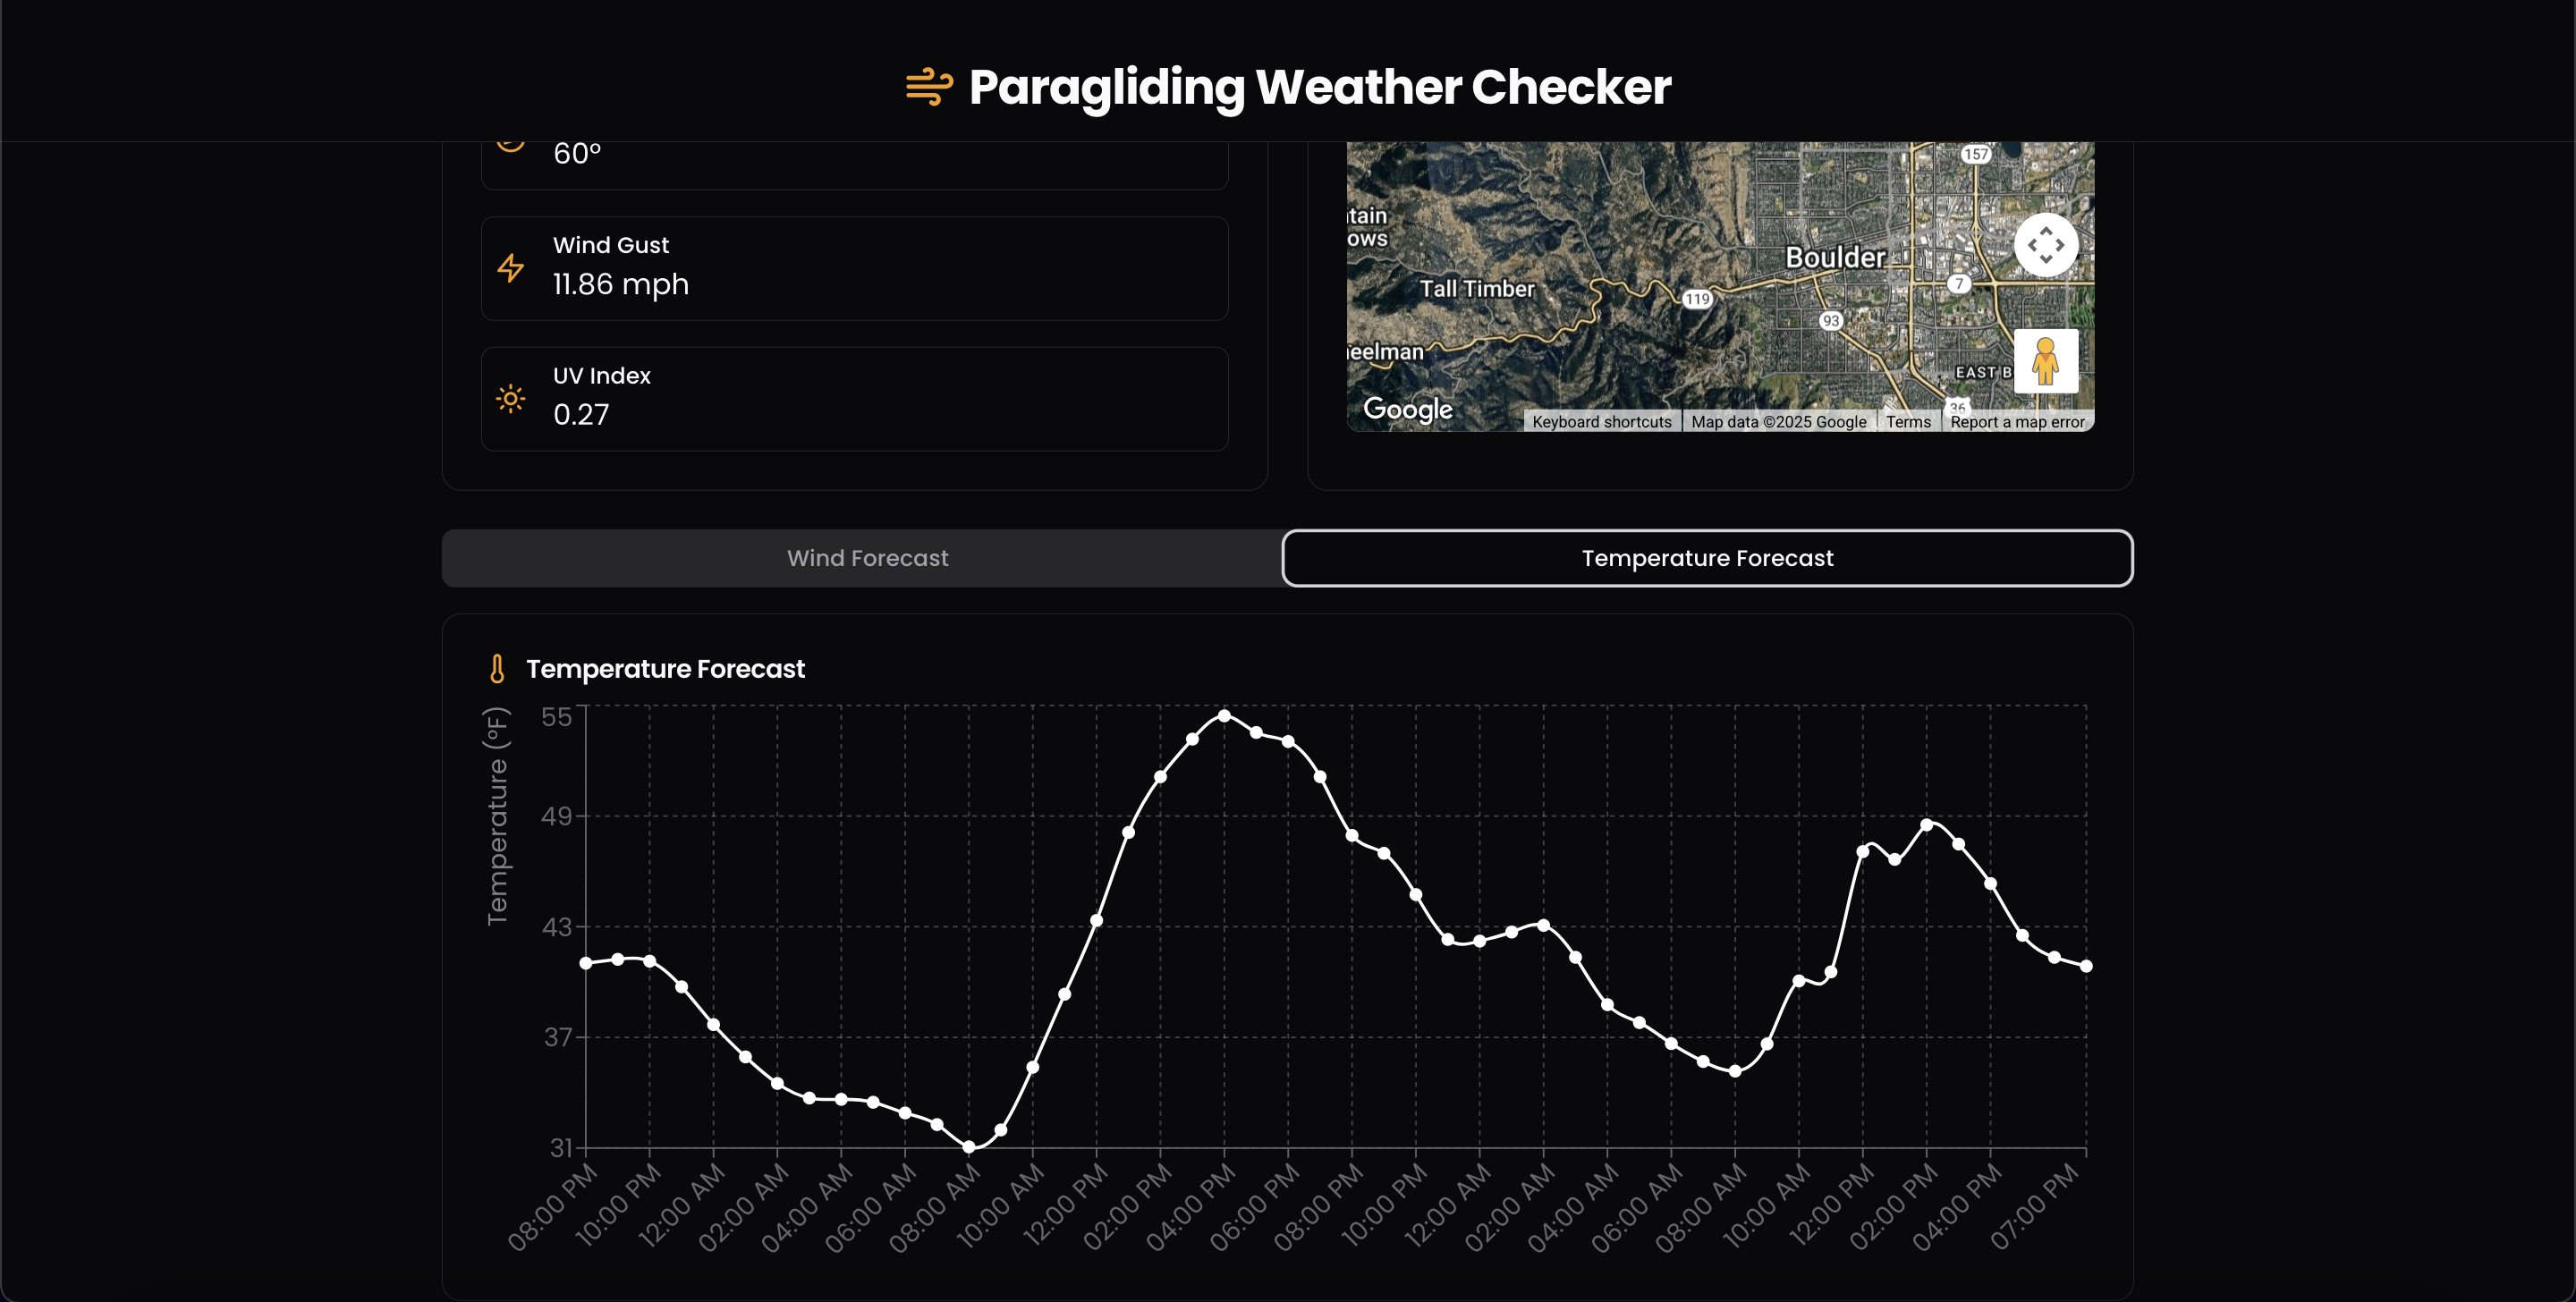 Paragliding Weather Checker
60°
Wind Gust
11.86 mph
UV Index
0.27
157
tain
ows
Boulder
Tall Timber
119
7
93
eelman
EAST B
36
Google
Keyboard shortcuts
Map data ©2025 Google
Terms
Report a map error
Wind Forecast
Temperature Forecast
Temperature Forecast
Temperature (°F)
55
49
43
37
31
08:00 PM
10:00 PM
12:00 AM
02:00 AM
04:00 AM
06:00 AM
08:00 AM
10:00 AM
12:00 PM
02:00 PM
04:00 PM
06:00 PM
08:00 PM
10:00 PM
12:00 AM
02:00 AM
04:00 AM
06:00 AM
08:00 AM
10:00 AM
12:00 PM
02:00 PM
04:00 PM
07:00 PM